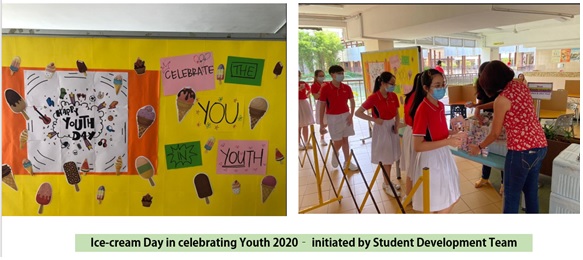 CELEBRATE
THE
HAPPY
YOUTH
DAY
YOU
IN
YOUTH
Ice-cream Day in celebrating Youth 2020 - initiated by Student Development Team